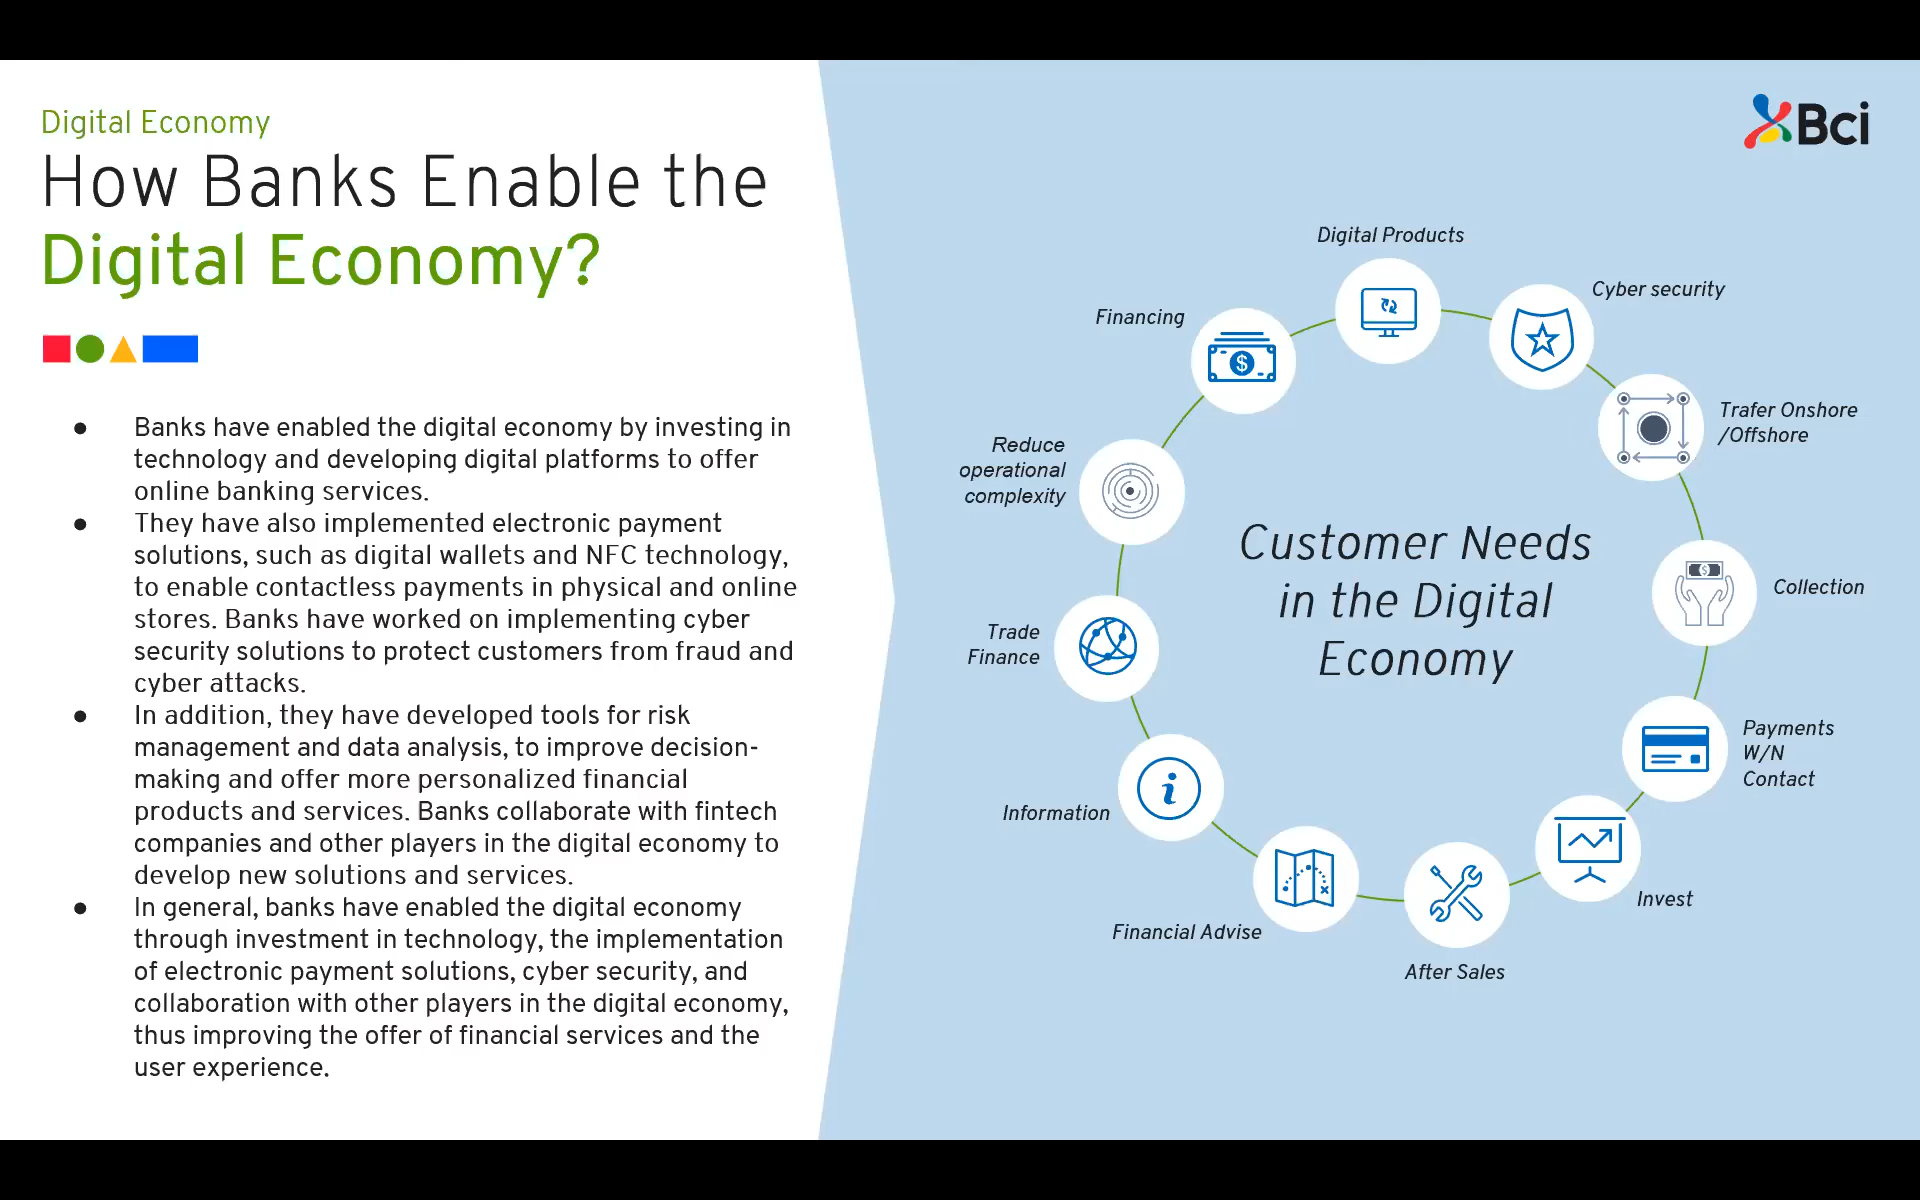 Digital Economy
How Banks Enable the
Digital Economy?
● Banks have enabled the digital economy by investing in
technology and developing digital platforms to offer
online banking services.
● They have also implemented electronic payment
solutions, such as digital wallets and NFC technology,
to enable contactless payments in physical and online
stores. Banks have worked on implementing cyber
security solutions to protect customers from fraud and
cyber attacks.
● In addition, they have developed tools for risk
management and data analysis, to improve decision-
making and offer more personalized financial
products and services. Banks collaborate with fintech
companies and other players in the digital economy to
develop new solutions and services.
● In general, banks have enabled the digital economy
through investment in technology, the implementation
of electronic payment solutions, cyber security, and
collaboration with other players in the digital economy,
thus improving the offer of financial services and the
user experience.
Bci
Digital Products
Cyber security
Trafer Onshore
/Offshore
Collection
Payments
W/N
Contact
Invest
After Sales
Financial Advise
Information
Trade
Finance
Reduce
operational
complexity
Financing
Customer Needs
in the Digital
Economy